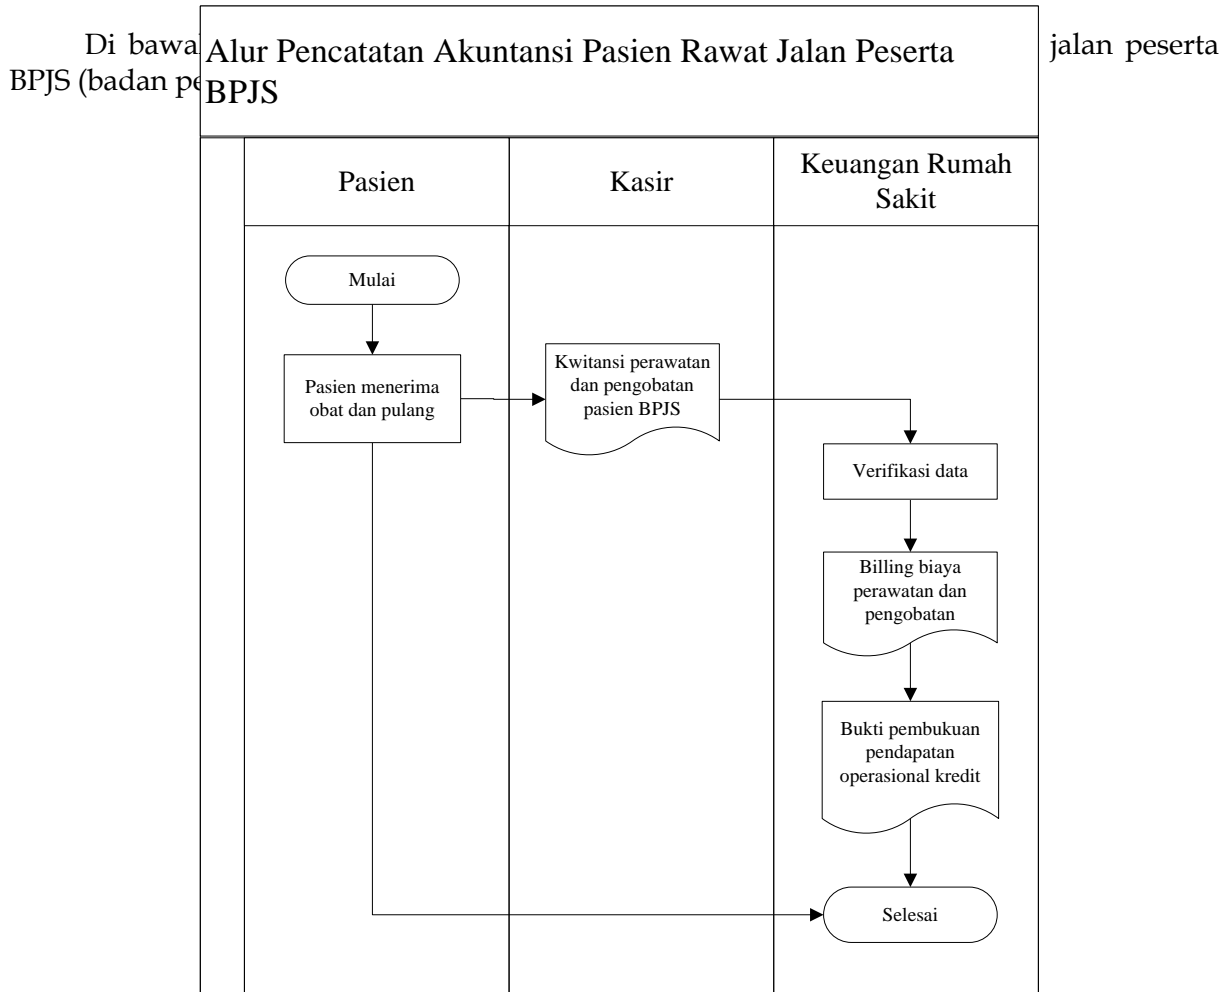 Di
jalan peserta
BPJS (badan
Alur Pencatatan Akuntansi Pasien Rawat Jalan Peserta
BPJS
Pasien
Kasir
Keuangan Rumah
Sakit
Mulai
Pasien menerima
obat dan pulang
Kwitansi perawatan
dan pengobatan
pasien BPJS
Verifikasi data
Billing biaya
perawatan dan
pengobatan
Bukti pembukuan
pendapatan
operasional kredit
Selesai